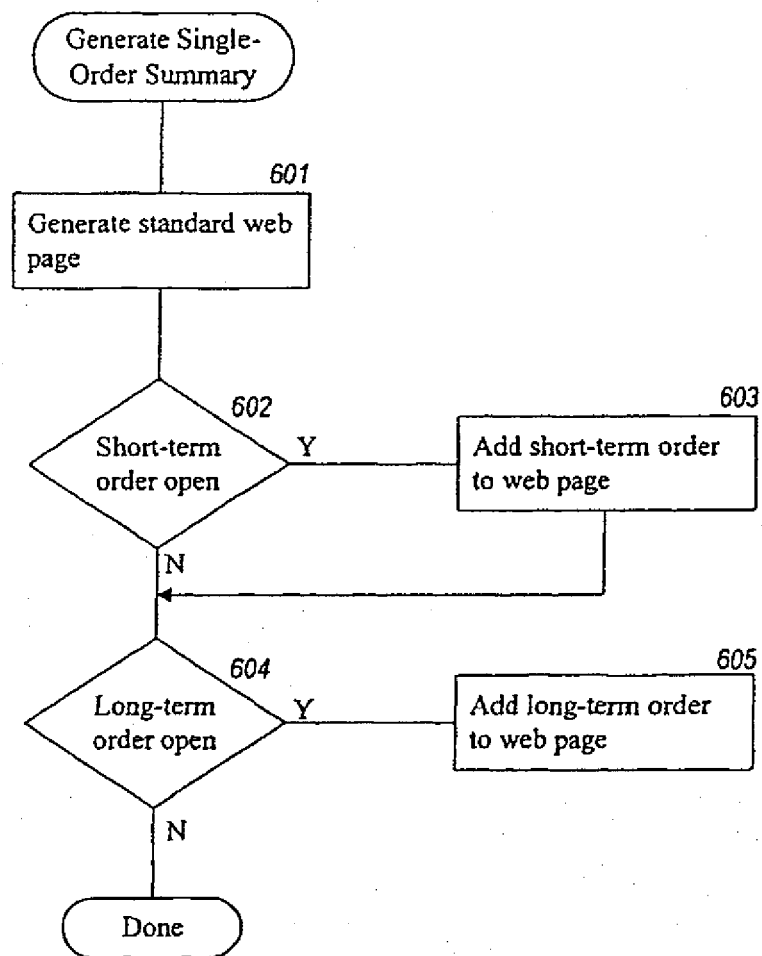 Generate Single-
Order Summary
601
Generate standard web
page
602
Short-term
order open
Y
N
603
Add short-term order
to web page
604
Long-term
order open
Y
N
605
Add long-term order
to web page
Done